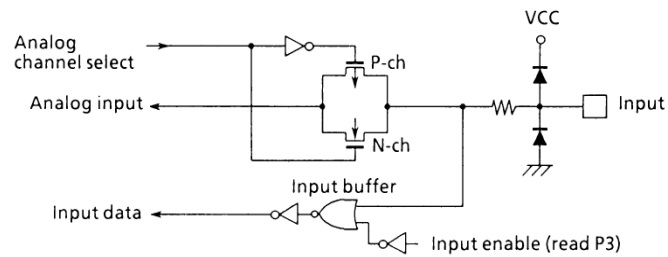 VCC
Analog
channel select
P-ch
Analog input
Input
N-ch
Input buffer
Input data
Input enable (read P3)